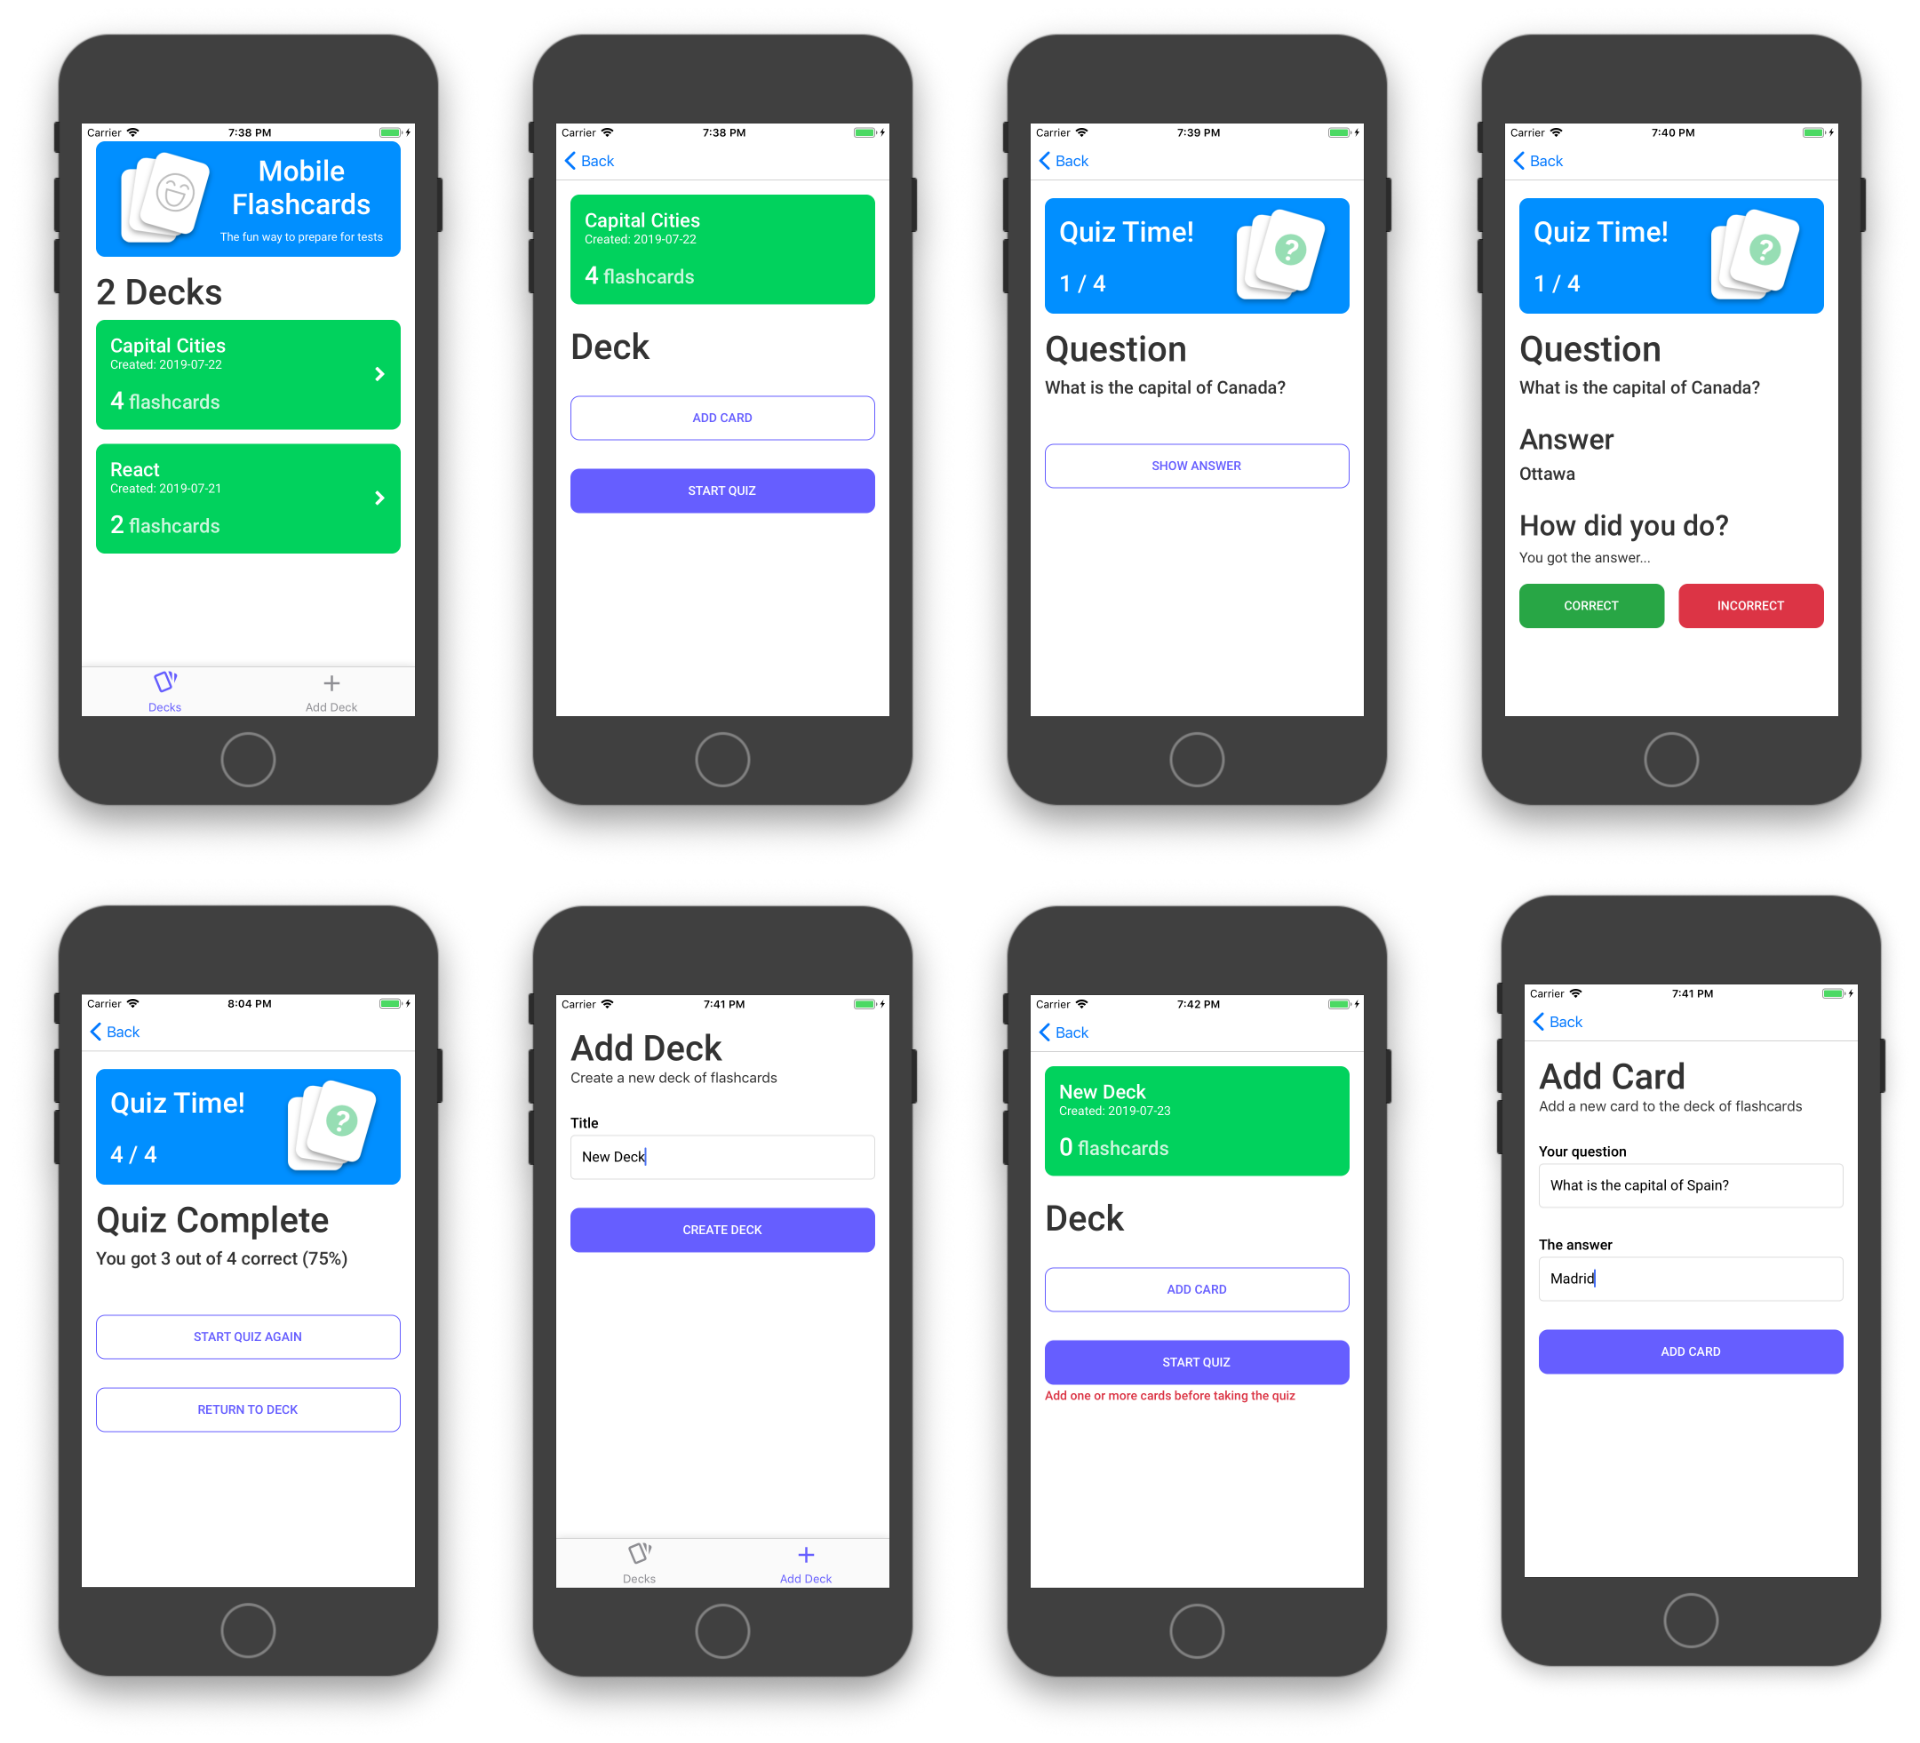 Carrier 7:38 PM
Mobile
Flashcards
The fun way to prepare for tests
2 Decks
Capital Cities
Created: 2019-07-22
4 flashcards
React
Created: 2019-07-21
2 flashcards
Decks Add Deck
Carrier 7:38 PM
Back
Capital Cities
Created: 2019-07-22
4 flashcards
Deck
ADD CARD
START QUIZ
Carrier 7:39 PM
Back
Quiz Time!
?
1 / 4
Question
What is the capital of Canada?
SHOW ANSWER
Carrier 7:40 PM
Back
Quiz Time!
?
1 / 4
Question
What is the capital of Canada?
Answer
Ottawa
How did you do?
You got the answer...
CORRECT INCORRECT
Carrier 8:04 PM
Back
Quiz Time!
?
4 / 4
Quiz Complete
You got 3 out of 4 correct (75%)
START QUIZ AGAIN
RETURN TO DECK
Carrier 7:41 PM
Add Deck
Create a new deck of flashcards
Title
New Deck
CREATE DECK
Decks Add Deck
Carrier 7:42 PM
Back
New Deck
Created: 2019-07-23
0 flashcards
Deck
ADD CARD
START QUIZ
Add one or more cards before taking the quiz
Carrier 7:41 PM
Back
Add Card
Add a new card to the deck of flashcards
Your question
What is the capital of Spain?
The answer
Madrid
ADD CARD